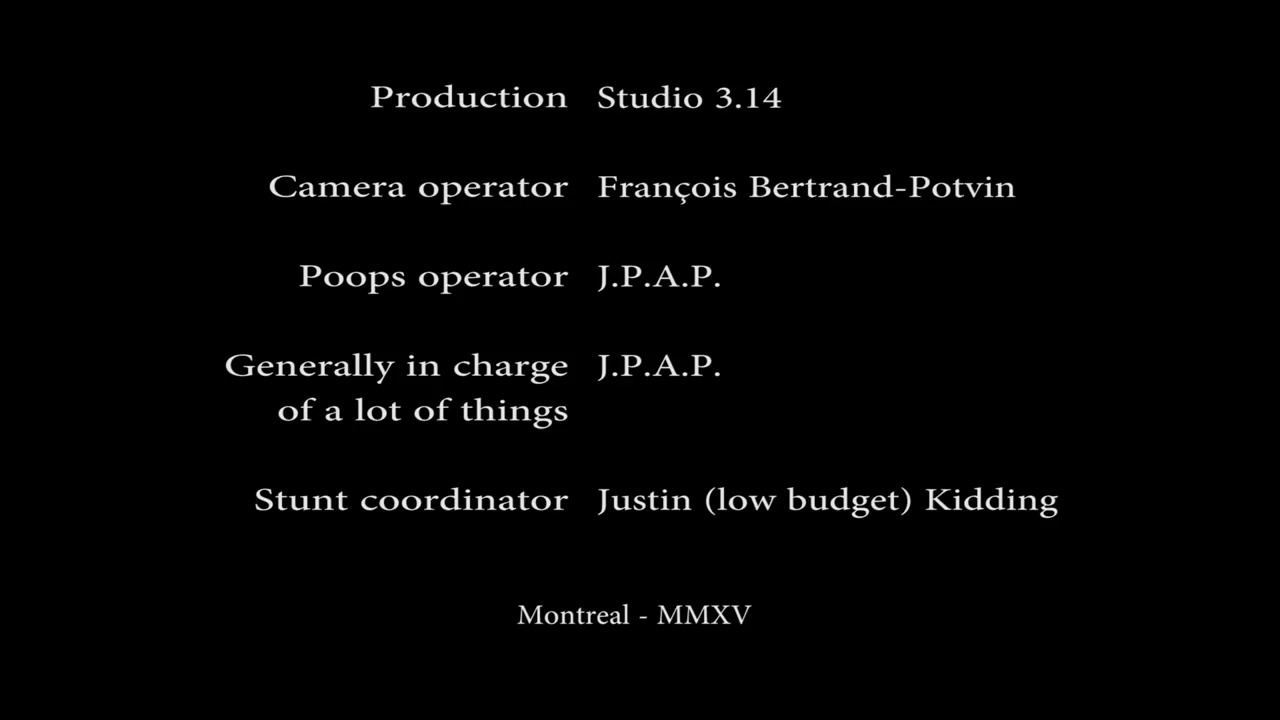 Production Studio 3.14
Camera operator François Bertrand-Potvin
Poops operator J.P.A.P.
Generally in charge J.P.A.P.
of a lot of things
Stunt coordinator Justin (low budget) Kidding
Montreal - MMXV